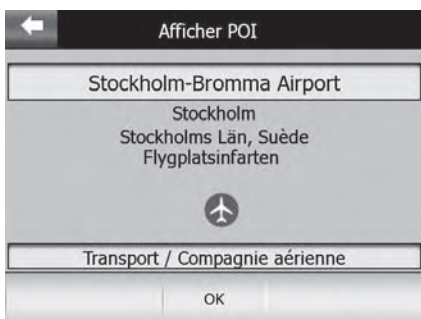 Afficher POI
Stockholm-Bromma Airport
Stockholm
Stockholms Län, Suède
Flygplatsinfarten
Transport / Compagnie aérienne
OK